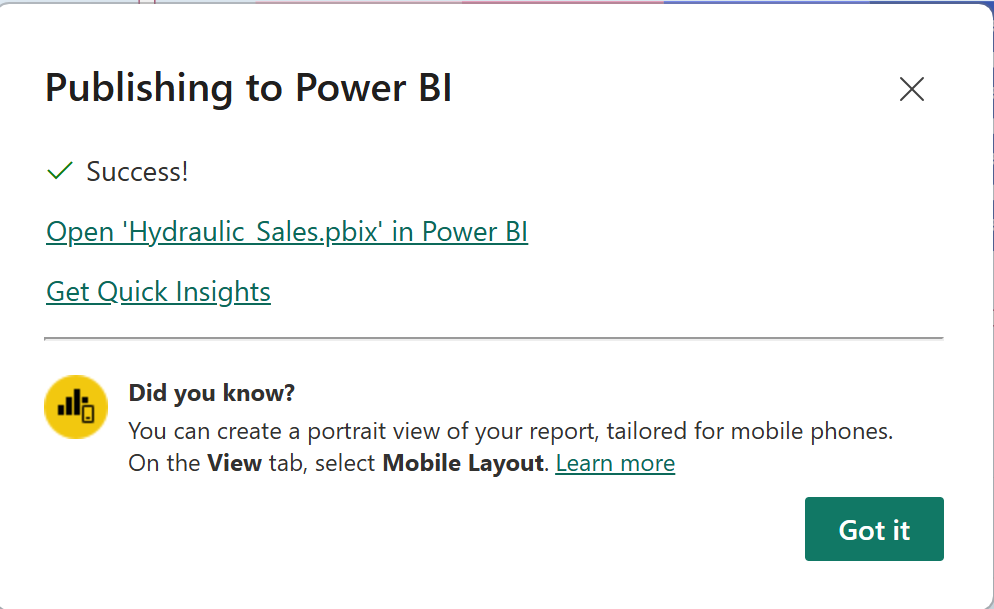 Publishing to Power BI
Success!
Open 'Hydraulic_Sales.pbix' in Power BI
Get Quick Insights
Did you know?
You can create a portrait view of your report, tailored for mobile phones.
On the View tab, select Mobile Layout. Learn more
Got it